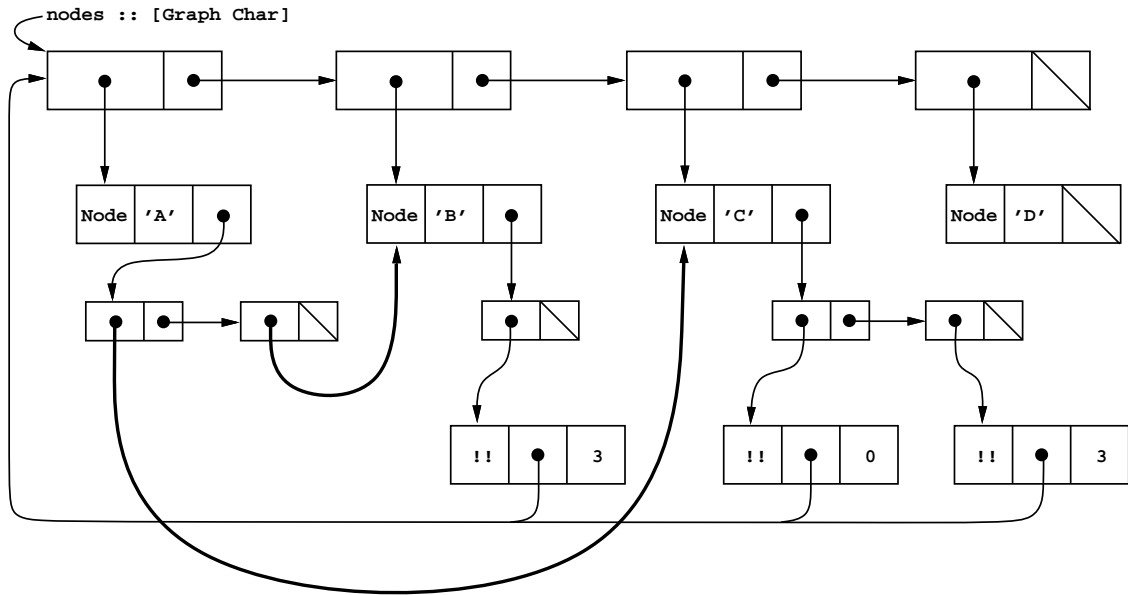 nodes :: [Graph Char]
Node 'A' Node 'B' Node 'C' Node 'D'
!! 3 !! 0 !! 3